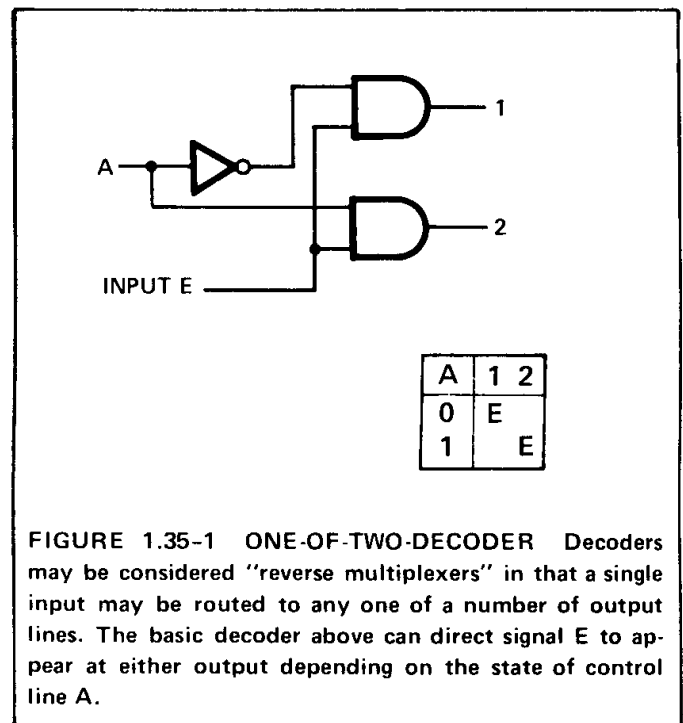 1
A
2
INPUT E
A 1 2
0 E
1 E
FIGURE 1.35-1 ONE-OF-TWO-DECODER Decoders
may be considered "reverse multiplexers" in that a single
input may be routed to any one of a number of output
lines. The basic decoder above can direct signal E to ap-
pear at either output depending on the state of control
line A.